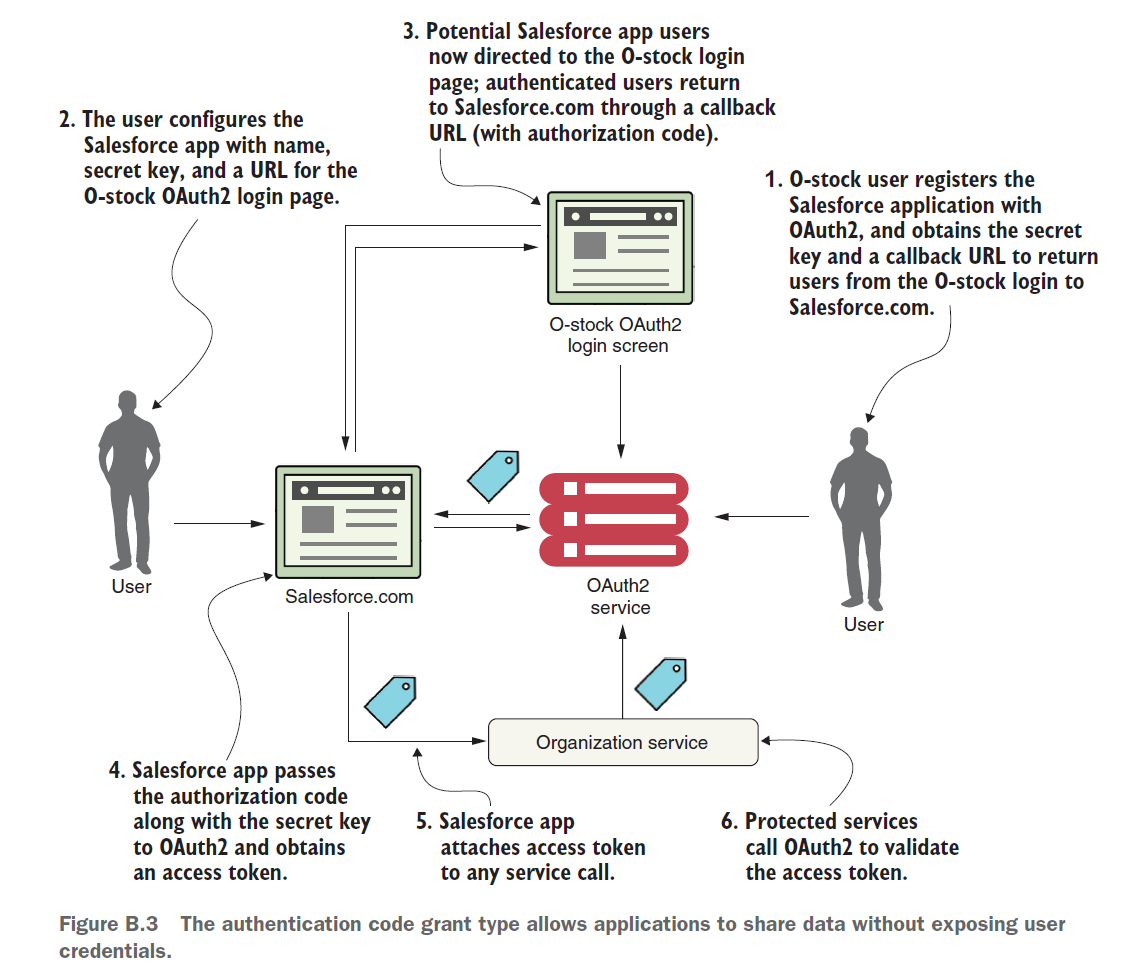 3. Potential Salesforce app users
now directed to the O-stock login
page; authenticated users return
to Salesforce.com through a callback
URL (with authorization code).
2. The user configures the
Salesforce app with name,
secret key, and a URL for the
O-stock OAuth2 login page.
1. O-stock user registers the
Salesforce application with
OAuth2, and obtains the secret
key and a callback URL to return
users from the O-stock login to
Salesforce.com.
O-stock OAuth2
login screen
User
Salesforce.com
OAuth2
service
User
Organization service
4. Salesforce app passes
the authorization code
along with the secret key
to OAuth2 and obtains
an access token.
5. Salesforce app
attaches access token
to any service call.
6. Protected services
call OAuth2 to validate
the access token.
Figure B.3 The authentication code grant type allows applications to share data without exposing user
credentials.